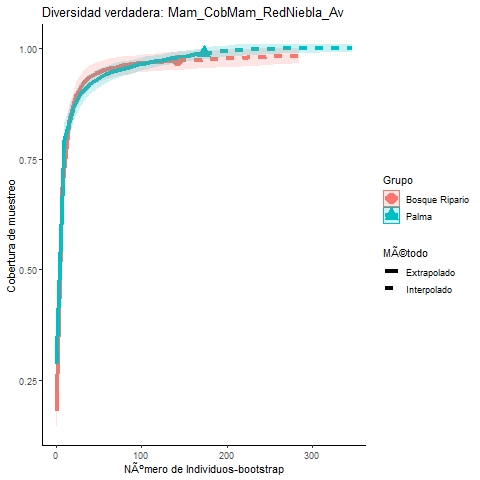 Diversidad verdadera: Mam_CobMam_RedNiebla_Av
1.00
0.75
0.50
0.25
Cobertura de muestreo
0
100
200
300
NÃºmero de Individuos-bootstrap
Grupo
Bosque Ripario
Palma
MÃ©todo
Extrapolado
Interpolado